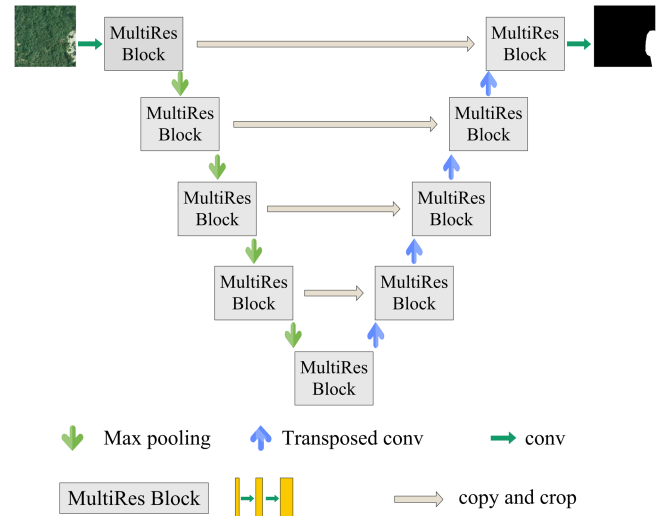 MultiRes
Block
MultiRes
Block
MultiRes
Block
MultiRes
Block
MultiRes
Block
MultiRes
Block
MultiRes
Block
MultiRes
Block
MultiRes
Block
Max pooling
Transposed conv
conv
MultiRes Block
copy and crop